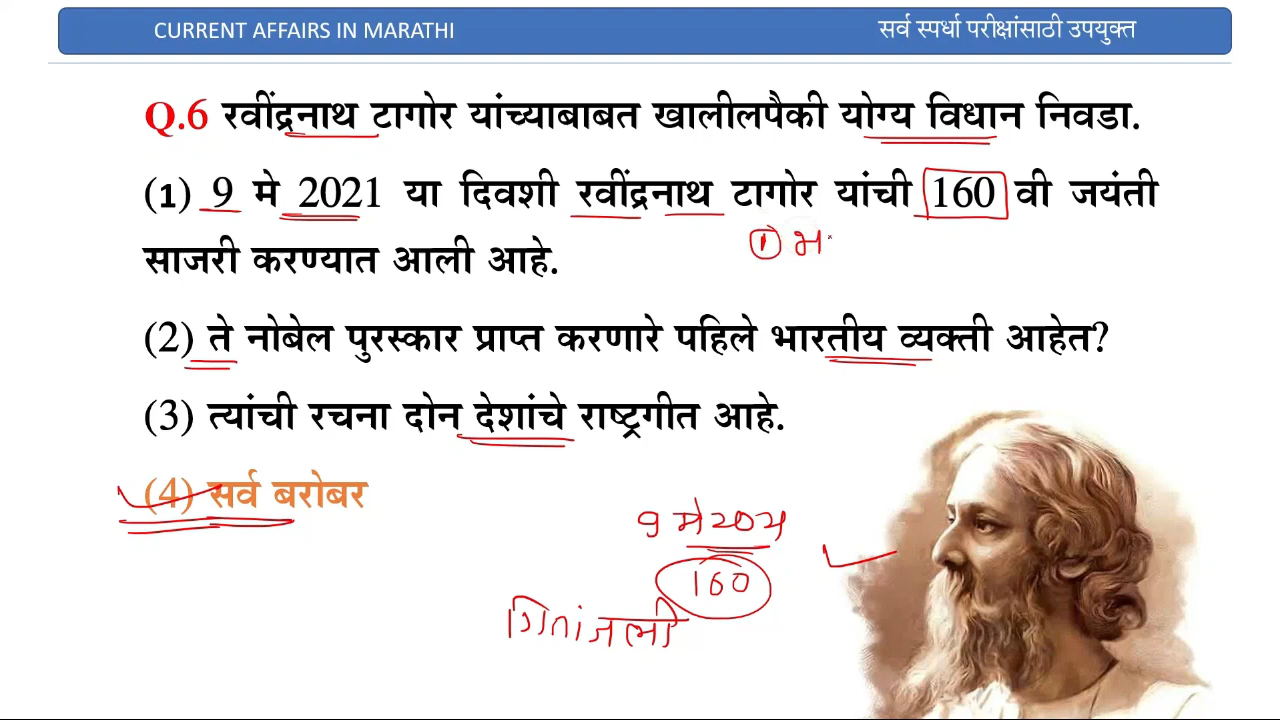 CURRENT AFFAIRS IN MARATHI
सर्व स्पर्धा परीक्षांसाठी उपयुक्त
Q.6 रवींद्रनाथ टागोर यांच्याबाबत खालीलपैकी योग्य विधान निवडा.
(1) 9 मे 2021 या दिवशी रवींद्रनाथ टागोर यांची 160 वी जयंती
साजरी करण्यात आली आहे.
① भ
(2) ते नोबेल पुरस्कार प्राप्त करणारे पहिले भारतीय व्यक्ती आहेत?
(3) त्यांची रचना दोन देशांचे राष्ट्रगीत आहे.
(4) सर्व बरोबर
9 मे
160
गितांजली